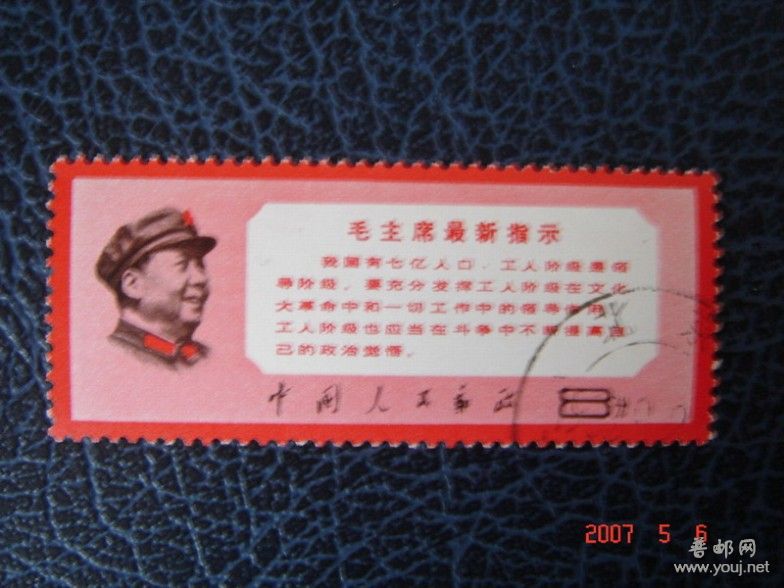 毛主席最新指示
我国有七亿人口，工人阶级是领
导阶级。要充分发挥工人阶级在文化
大革命中和一切工作中的领导作用。
工人阶级也应当在斗争中不断提高自
己的政治觉悟。
中国人民邮政
8
2007 5 6
普邮网
www.youj.net